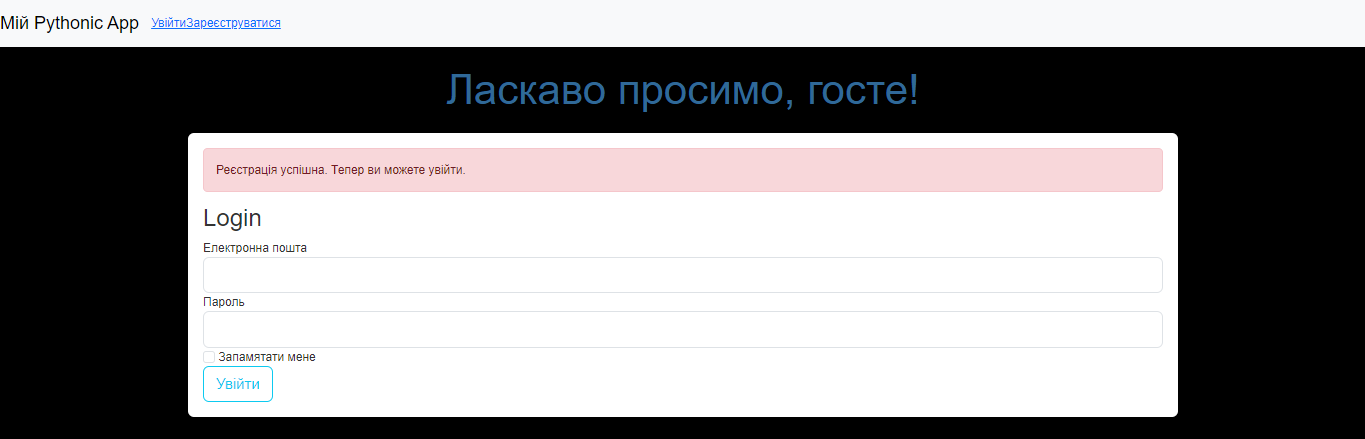 Мій Pythonic App УвійтиЗареєструватися
Ласкаво просимо, госте!
Реєстрація успішна. Тепер ви можете увійти.
Login
Електронна пошта
Пароль
Запамятати мене
Увійти